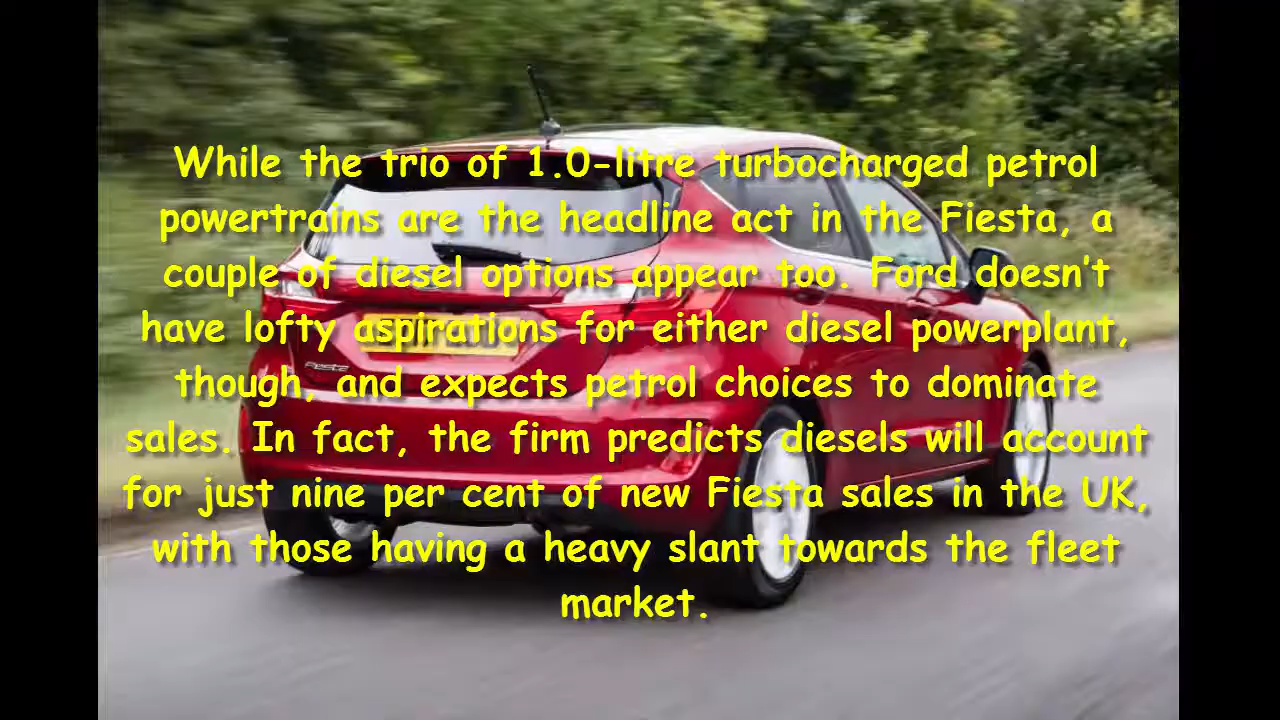 While the trio of 1.0-litre turbocharged petrol
powertrains are the headline act in the Fiesta, a
couple of diesel options appear too. Ford doesn't
have lofty aspirations for either diesel powerplant,
though, and expects petrol choices to dominate
sales. In fact, the firm predicts diesels will account
for just nine per cent of new Fiesta sales in the UK,
with those having a heavy slant towards the fleet
market.
Fiesta